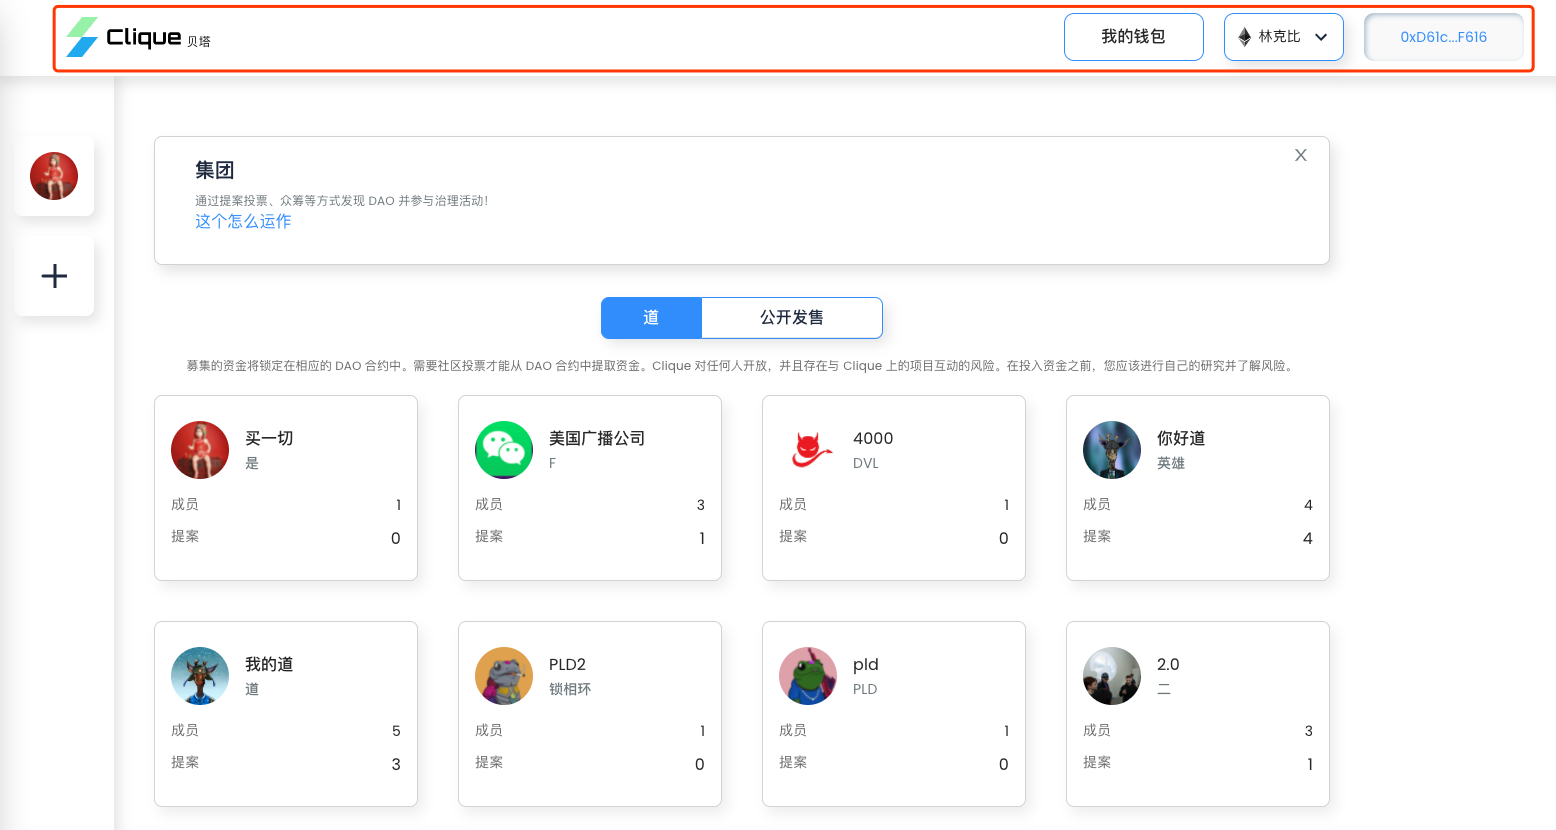 Clique 贝塔
我的钱包
林克比
0xD61c...F616
集团
X
通过提案投票、众筹等方式发现 DAO 并参与治理活动！
这个怎么运作
道
公开发售
募集的资金将锁定在相应的 DAO 合约中。需要社区投票才能从 DAO 合约中提取资金。Clique 对任何人开放，并且存在与 Clique 上的项目互动的风险。在投入资金之前，您应该进行自己的研究并了解风险。
买一切
是
成员 1
提案 0
美国广播公司
F
成员 3
提案 1
4000
DVL
成员 1
提案 0
你好道
英雄
成员 4
提案 4
我的道
道
成员 5
提案 3
PLD2
锁相环
成员 1
提案 0
pld
PLD
成员 1
提案 0
2.0
二
成员 3
提案 1